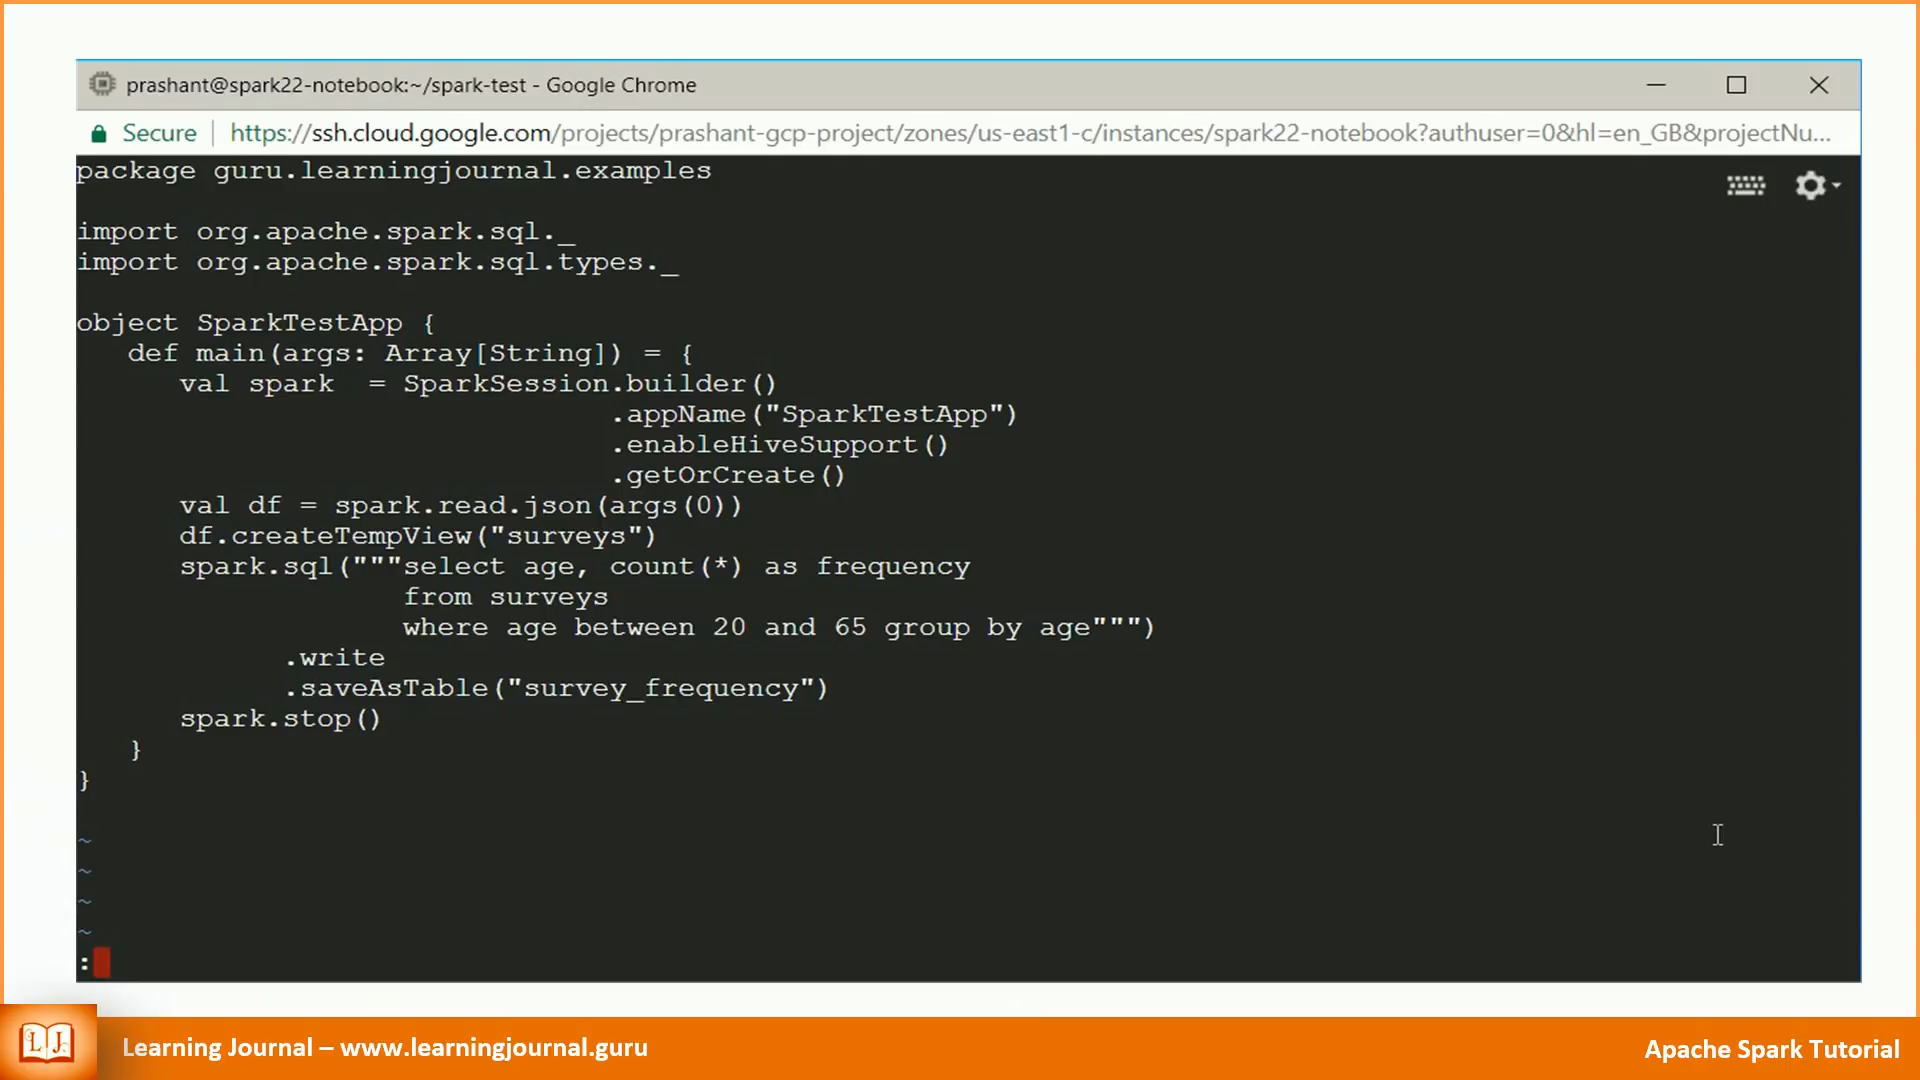 prashant@spark22-notebook:~/spark-test - Google Chrome
Secure | https://ssh.cloud.google.com/projects/prashant-gcp-project/zones/us-east1-c/instances/spark22-notebook?authuser=0&hl=en_GB&projectNu...
package guru.learningjournal.examples
import org.apache.spark.sql._
import org.apache.spark.sql.types._
object SparkTestApp {
def main(args: Array[String]) = {
val spark  = SparkSession.builder()
.appName("SparkTestApp")
.enableHiveSupport()
.getOrCreate()
val df = spark.read.json(args(0))
df.createTempView("surveys")
spark.sql("""select age, count(*) as frequency
from surveys
where age between 20 and 65 group by age""")
.write
.saveAsTable("survey_frequency")
spark.stop()
}
}
~
~
~
~
:
LJ
Learning Journal – www.learningjournal.guru
Apache Spark Tutorial